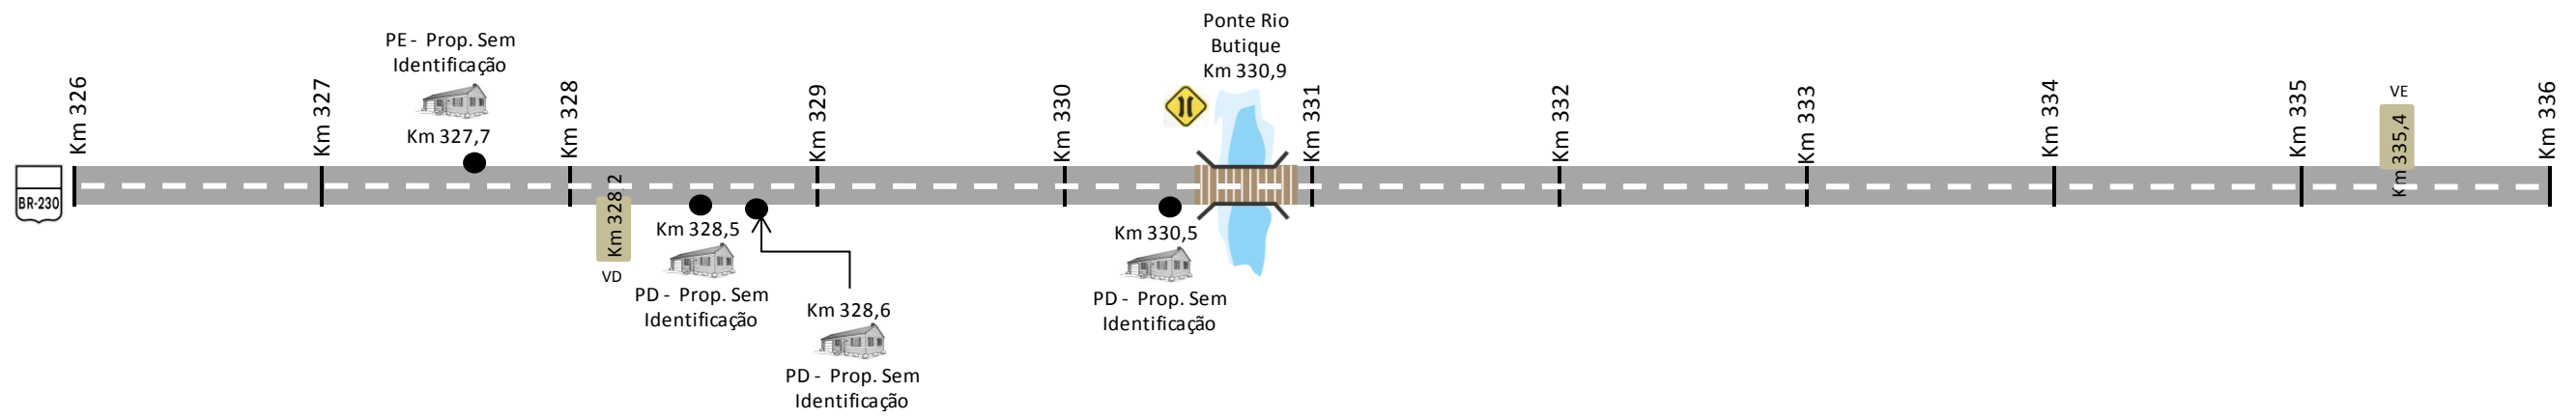 BR-230
Km 326
Km 327
PE - Prop. Sem
Identificação
Km 327,7
Km 328
Km 328,2
VD
Km 328,5
PD - Prop. Sem
Identificação
Km 328,6
PD - Prop. Sem
Identificação
Km 329
Km 330
Km 330,5
PD - Prop. Sem
Identificação
Ponte Rio
Butique
Km 330,9
Km 331
Km 332
Km 333
Km 334
Km 335
VE
Km 335,4
Km 336